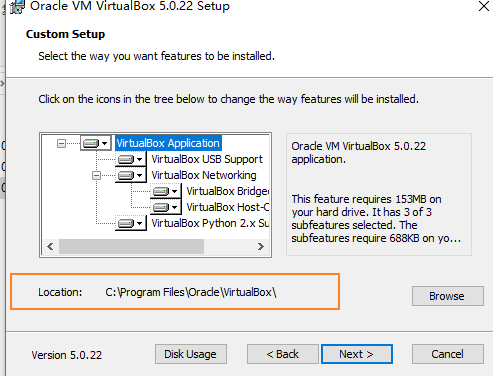 Oracle VM VirtualBox 5.0.22 Setup
Custom Setup
Select the way you want features to be installed.
Click on the icons in the tree below to change the way features will be installed.
VirtualBox Application
VirtualBox USB Support
VirtualBox Networking
VirtualBox Bridge
VirtualBox Host-C
VirtualBox Python 2.x Su
Oracle VM VirtualBox 5.0.22
application.
This feature requires 153MB on
your hard drive. It has 3 of 3
subfeatures selected. The
subfeatures require 688KB on yo...
Location: C:\Program Files\Oracle\VirtualBox\
Browse
Version 5.0.22
Disk Usage
< Back
Next >
Cancel